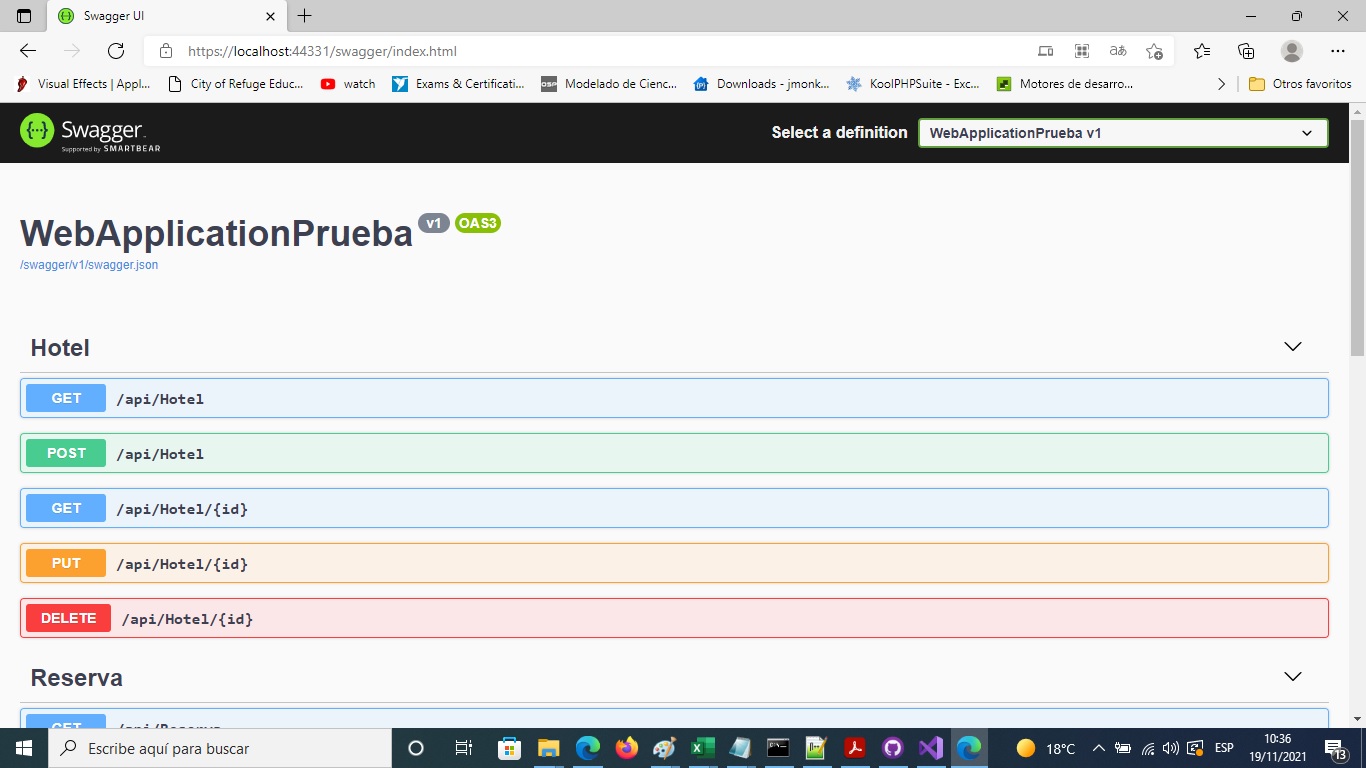 Swagger UI
https://localhost:44331/swagger/index.html
Visual Effects | Appl...
City of Refuge Educ...
watch
Exams & Certificati...
Modelado de Cienc...
Downloads - jmonk...
KoolPHPSuite - Exc...
Motores de desarro...
Otros favoritos
Swagger
Supported by SMARTBEAR
Select a definition
WebApplicationPrueba v1
WebApplicationPrueba v1 OAS3
/swagger/v1/swagger.json
Hotel
GET /api/Hotel
POST /api/Hotel
GET /api/Hotel/{id}
PUT /api/Hotel/{id}
DELETE /api/Hotel/{id}
Reserva
GET /api/Reserva
Escribe aquí para buscar
18°C
ESP
10:36
19/11/2021
13